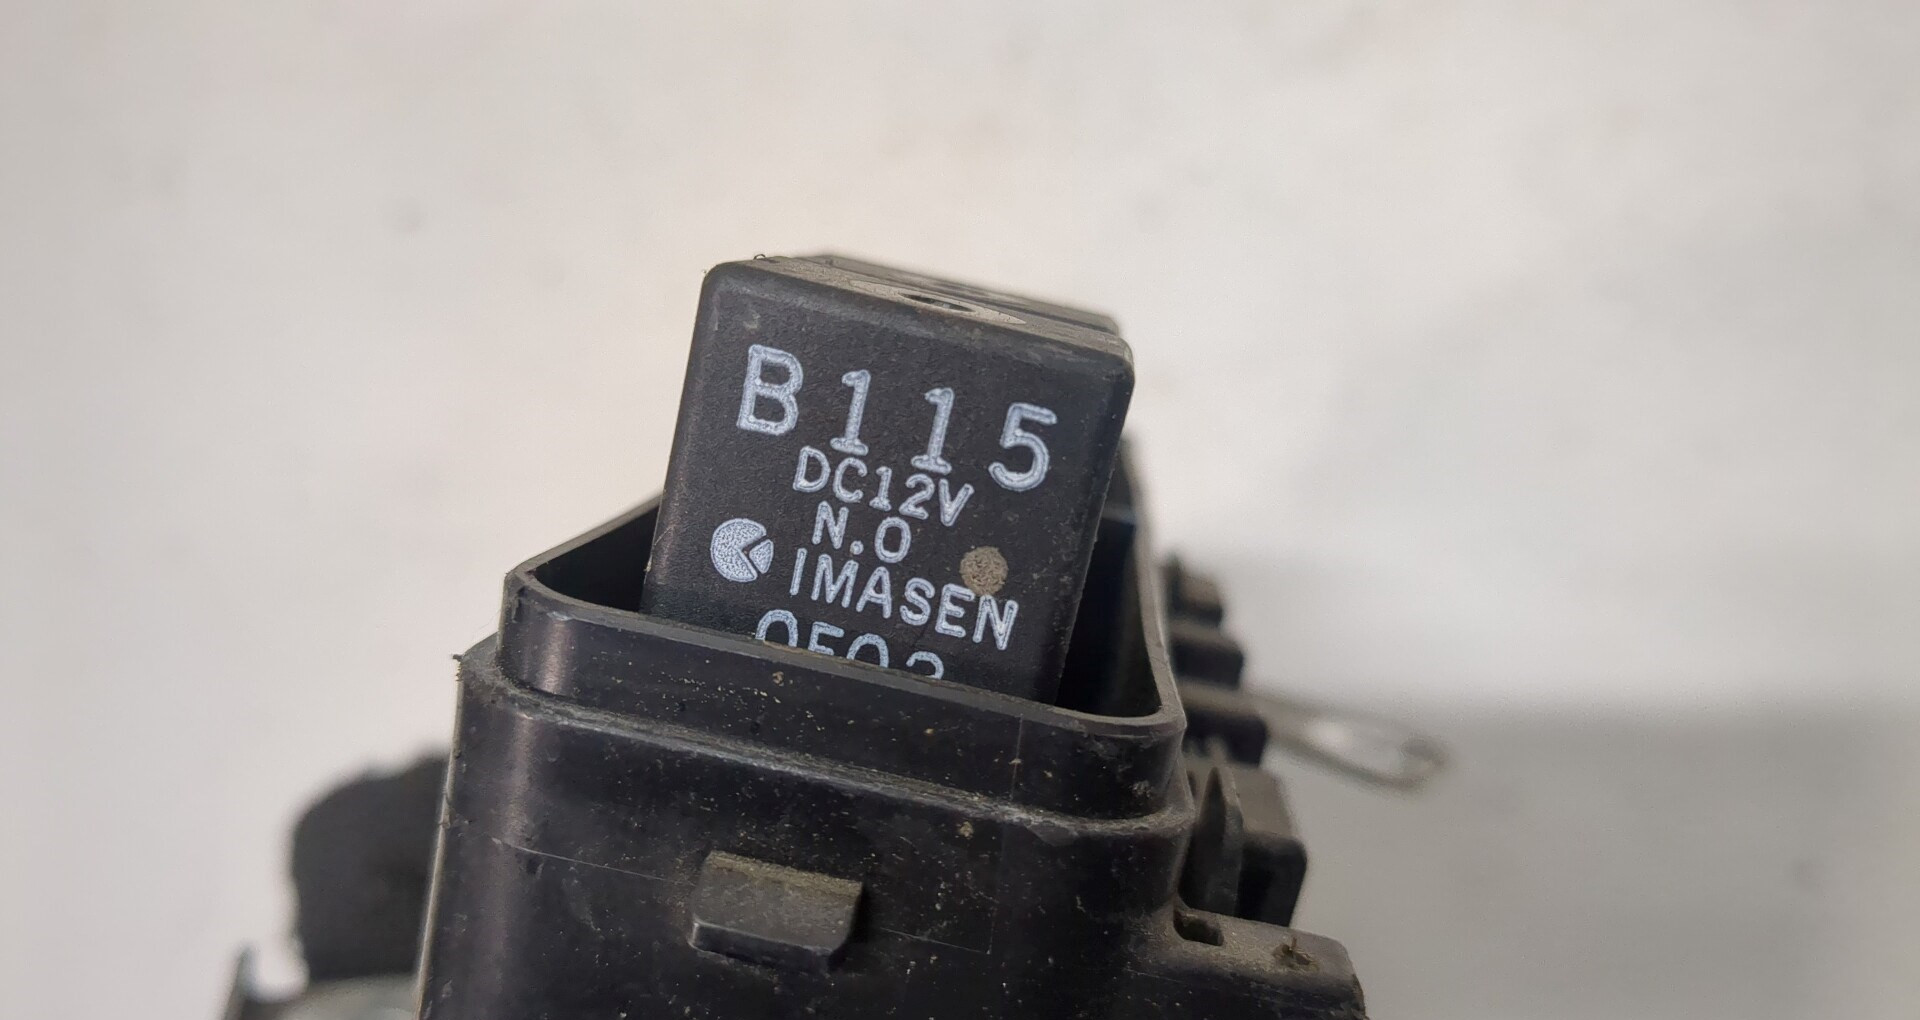 B115
DC12V
N.O
IMASEN